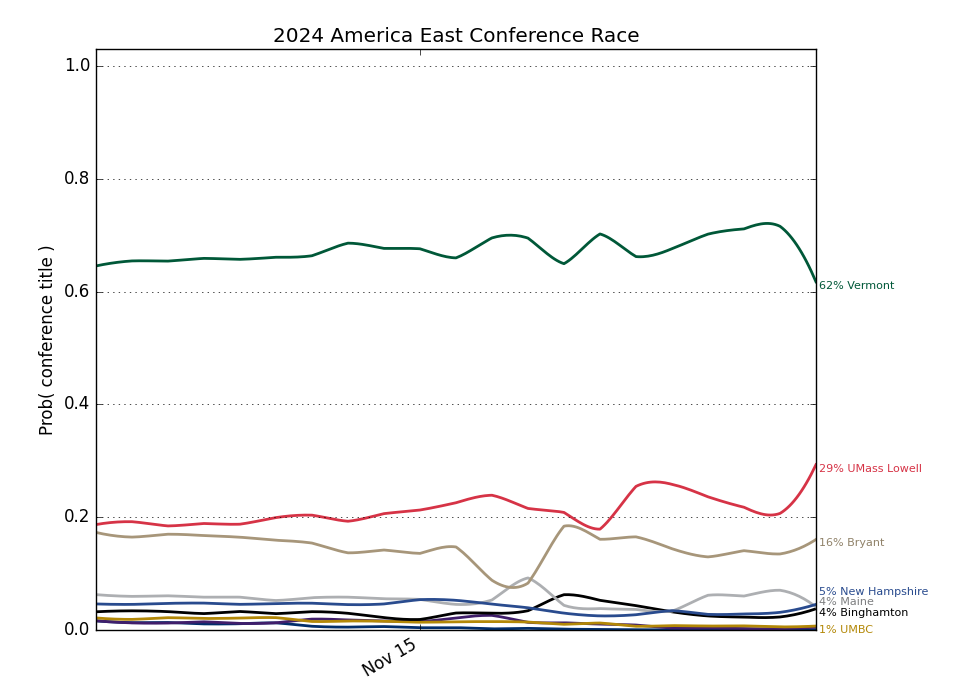 2024 America East Conference Race
Prob( conference title )
1.0
0.8
0.6
0.4
0.2
0.0
Nov 15
62% Vermont
29% UMass Lowell
16% Bryant
5% New Hampshire
4% Maine
4% Binghamton
1% UMBC